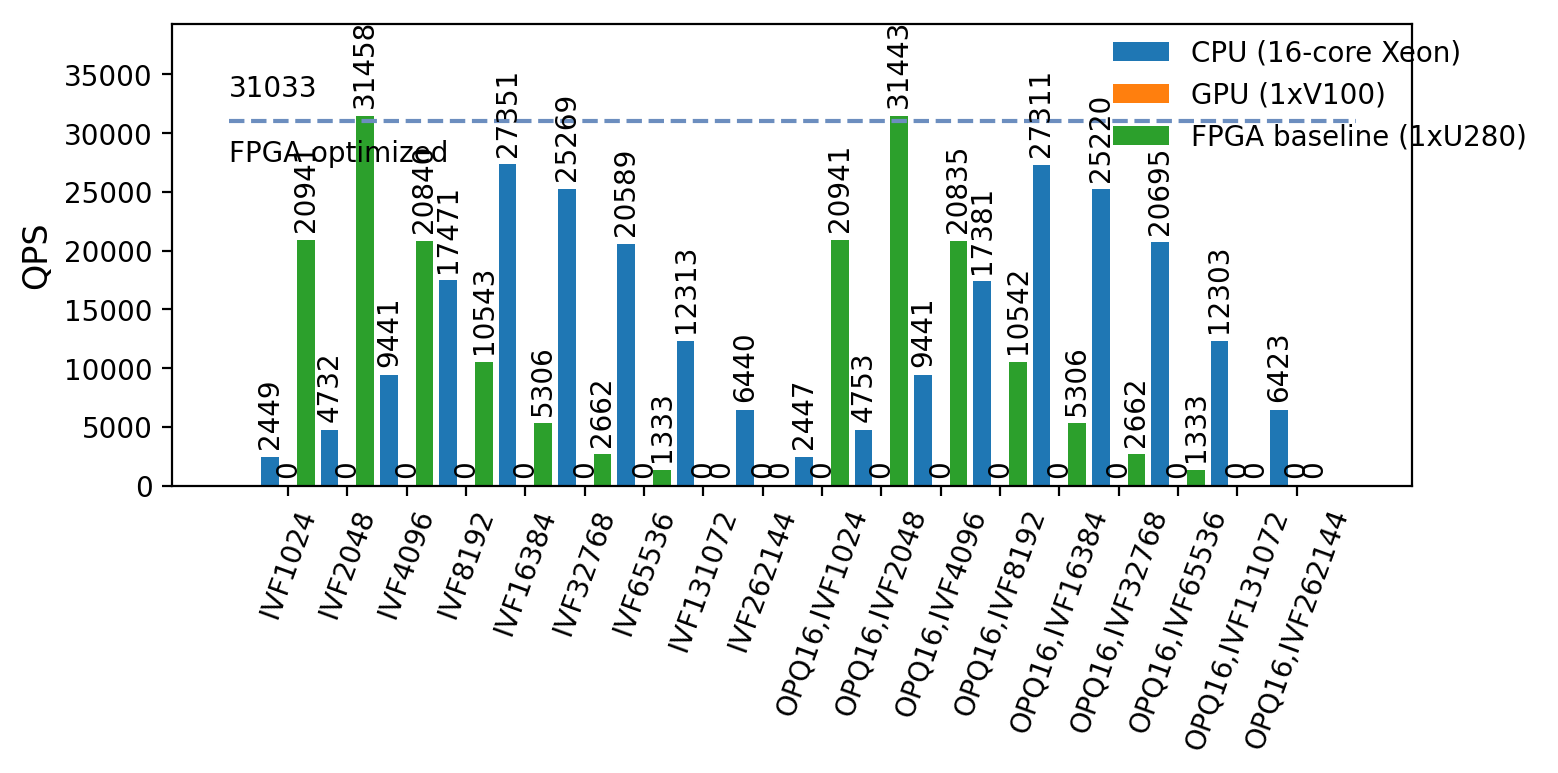 QPS
35000
30000
25000
20000
15000
10000
5000
0
31033
FPGA optimized
CPU (16-core Xeon)
GPU (1xV100)
FPGA baseline (1xU280)
2449
0
20941
4732
0
31458
9441
0
20840
17471
0
10543
27351
0
5306
25269
0
2662
20589
0
1333
12313
0
0
6440
0
0
2447
0
20941
4753
0
31443
9441
0
20835
17381
0
10542
27311
0
5306
25220
0
2662
20695
0
1333
12303
0
0
6423
0
0
IVF1024
IVF2048
IVF4096
IVF8192
IVF16384
IVF32768
IVF65536
IVF131072
IVF262144
OPQ16,IVF1024
OPQ16,IVF2048
OPQ16,IVF4096
OPQ16,IVF8192
OPQ16,IVF16384
OPQ16,IVF32768
OPQ16,IVF65536
OPQ16,IVF131072
OPQ16,IVF262144